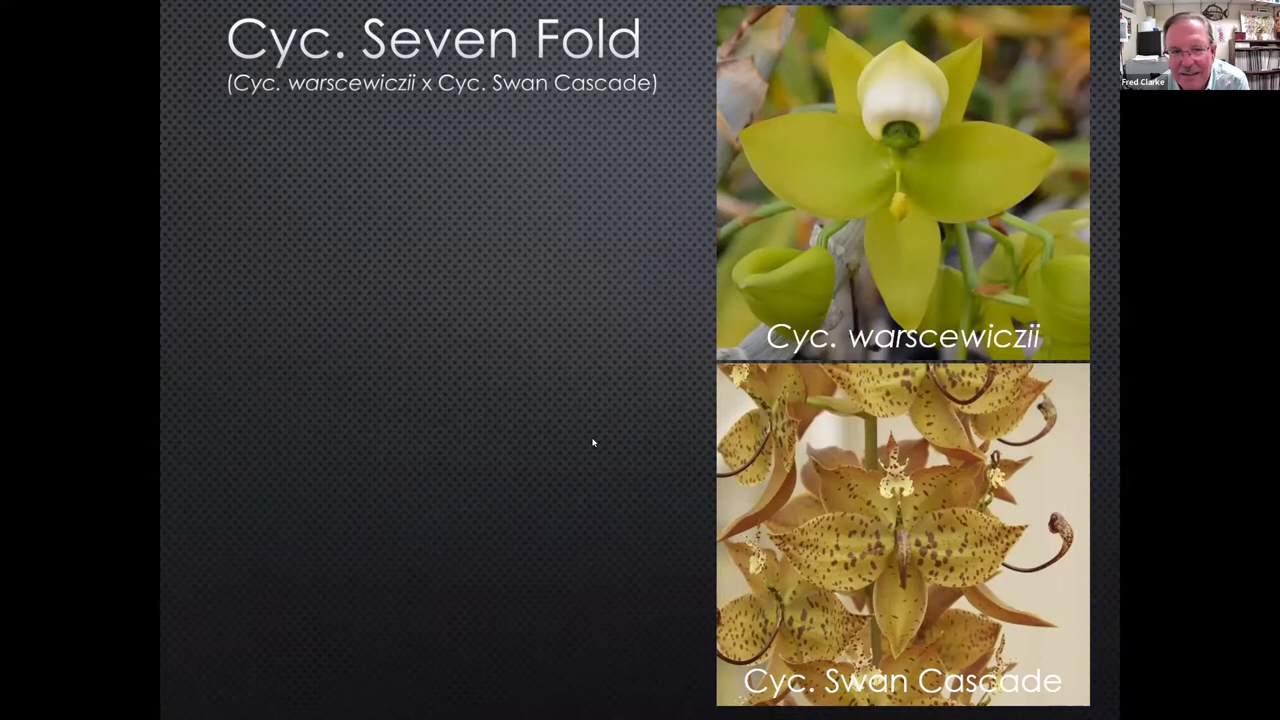 Cyc. Seven Fold
(Cyc. warscewiczii x Cyc. Swan Cascade)
Fred Clarke
Cyc. warscewiczii
Cyc. Swan Cascade